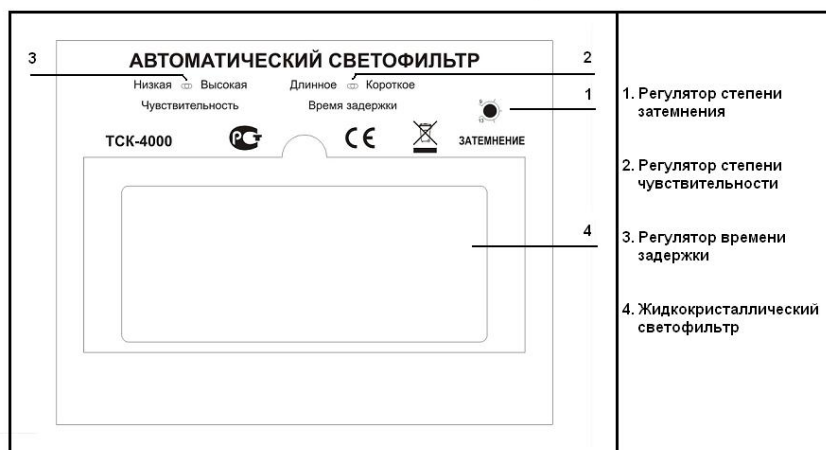 АВТОМАТИЧЕСКИЙ СВЕТОФИЛЬТР
3
2
Низкая Высокая Длинное Короткое
Чувствительность Время задержки
1
ТСК-4000 РСТ CE ЗАТЕМНЕНИЕ
4
1. Регулятор степени
затемнения
2. Регулятор степени
чувствительности
3. Регулятор времени
задержки
4. Жидкокристаллический
светофильтр